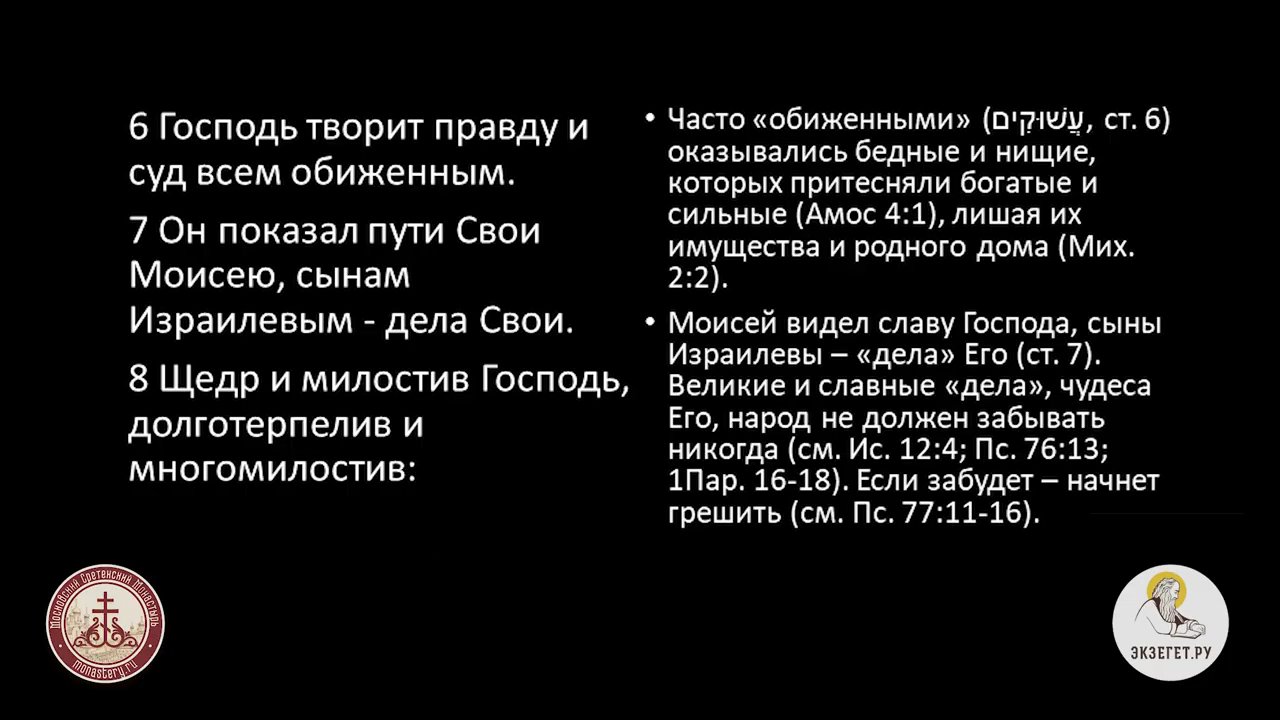 6 Господь творит правду и
суд всем обиженным.
7 Он показал пути Свои
Моисею, сынам
Израилевым - дела Свои.
8 Щедр и милостив Господь,
долготерпелив и
многомилостив:
• Часто «обиженными» (עֲשׁוּקִים, ст. 6)
оказывались бедные и нищие,
которых притесняли богатые и
сильные (Амос 4:1), лишая их
имущества и родного дома (Мих.
2:2).
• Моисей видел славу Господа, сыны
Израилевы – «дела» Его (ст. 7).
Великие и славные «дела», чудеса
Его, народ не должен забывать
никогда (см. Ис. 12:4; Пс. 76:13;
1Пар. 16-18). Если забудет – начнет
грешить (см. Пс. 77:11-16).
Московский Сретенский Монастырь
monastery.ru
ЭКЗЕГЕТ.РУ